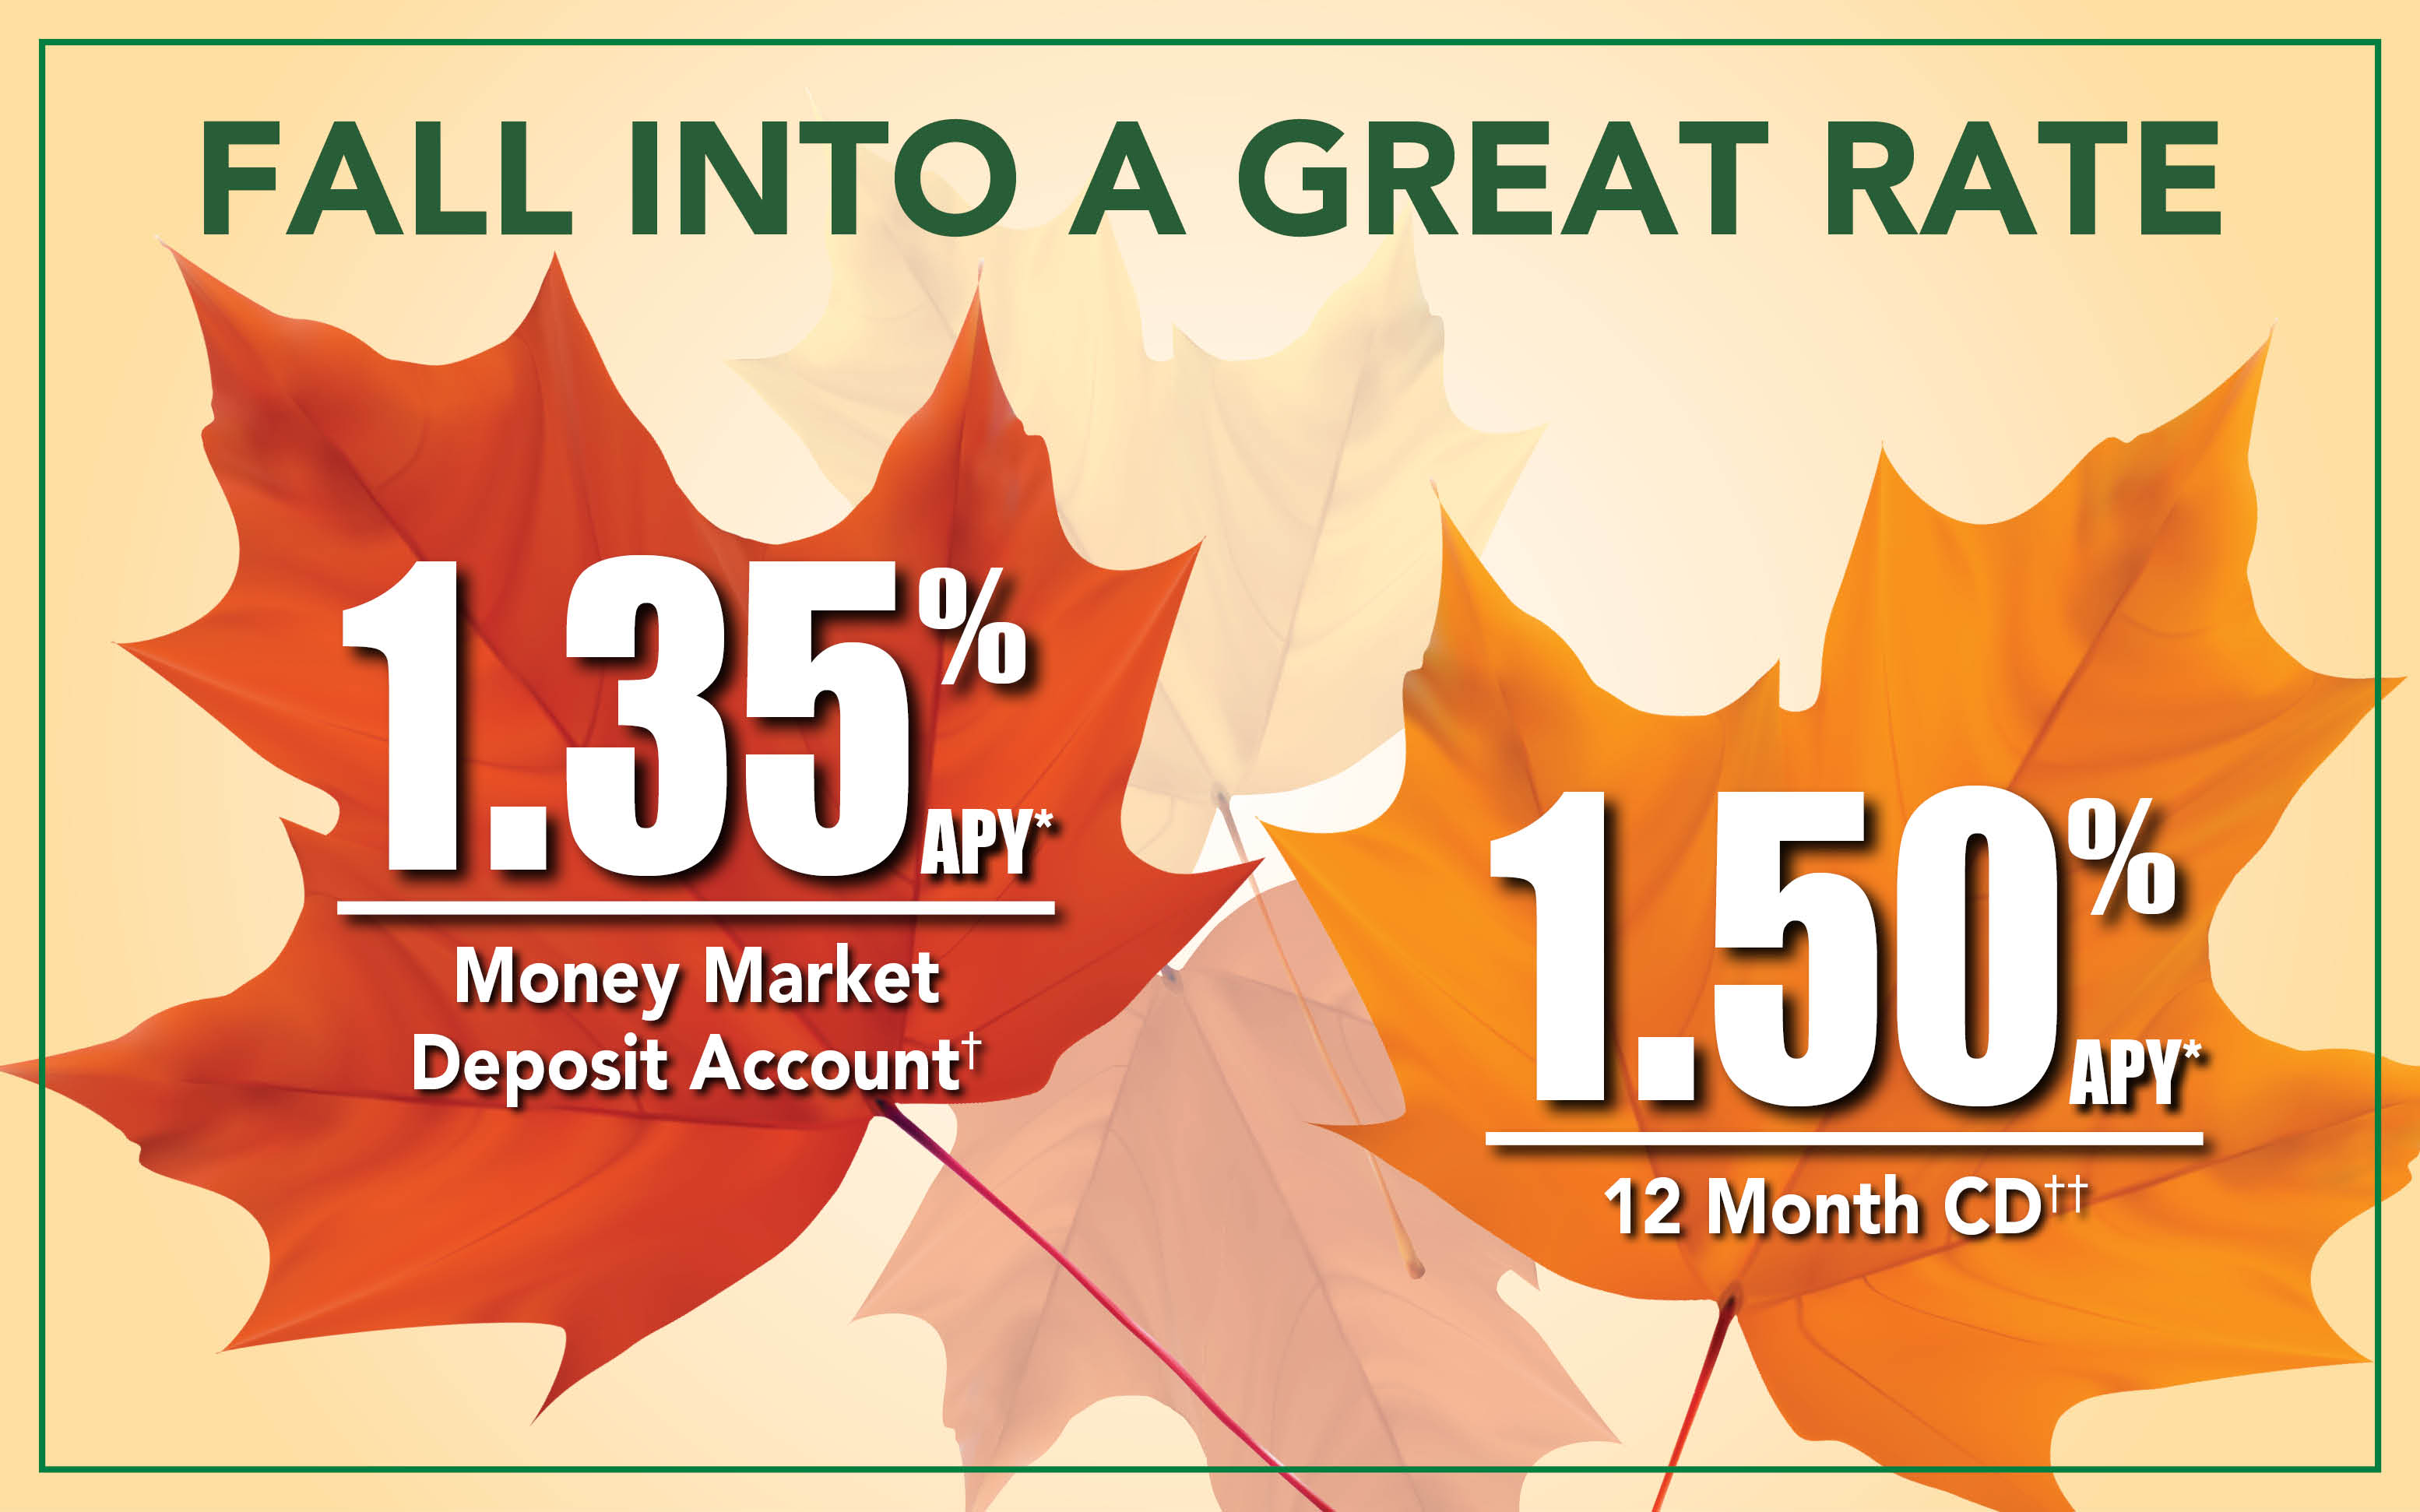 FALL INTO A GREAT RATE
1.35% APY*
Money Market
Deposit Account†
1.50% APY*
12 Month CD††